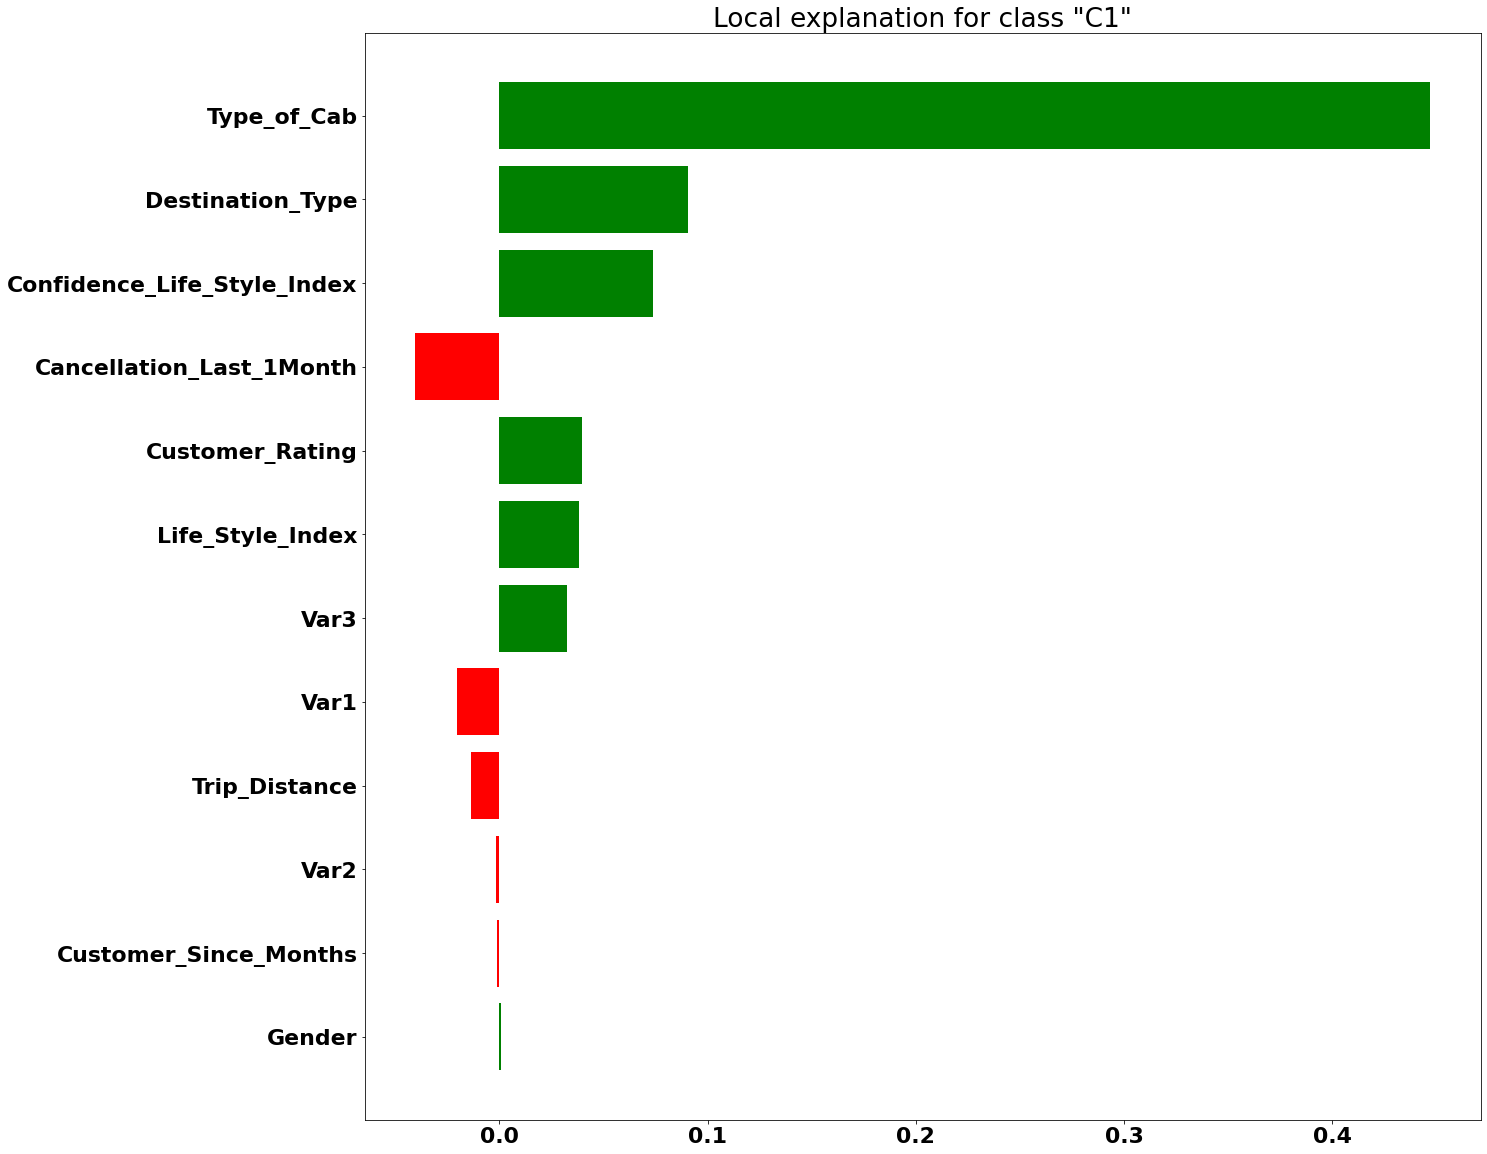 Local explanation for class "C1"
Type_of_Cab
Destination_Type
Confidence_Life_Style_Index
Cancellation_Last_1Month
Customer_Rating
Life_Style_Index
Var3
Var1
Trip_Distance
Var2
Customer_Since_Months
Gender
0.0 0.1 0.2 0.3 0.4